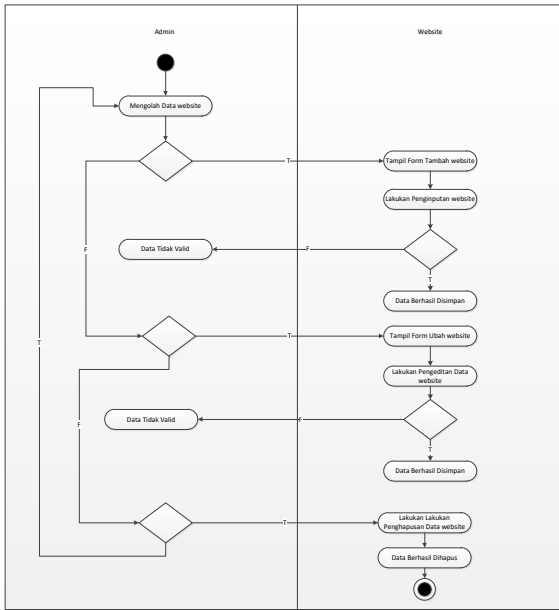 Admin
Website
Mengolah Data website
T
Tampil Form Tambah website
Lakukan Penginputan website
F
Data Tidak Valid
F
T
Data Berhasil Disimpan
T
T
Tampil Form Ubah website
Lakukan Pengeditan Data
website
F
Data Tidak Valid
F
T
Data Berhasil Disimpan
T
Lakukan Lakukan
Penghapusan Data website
Data Berhasil Dihapus